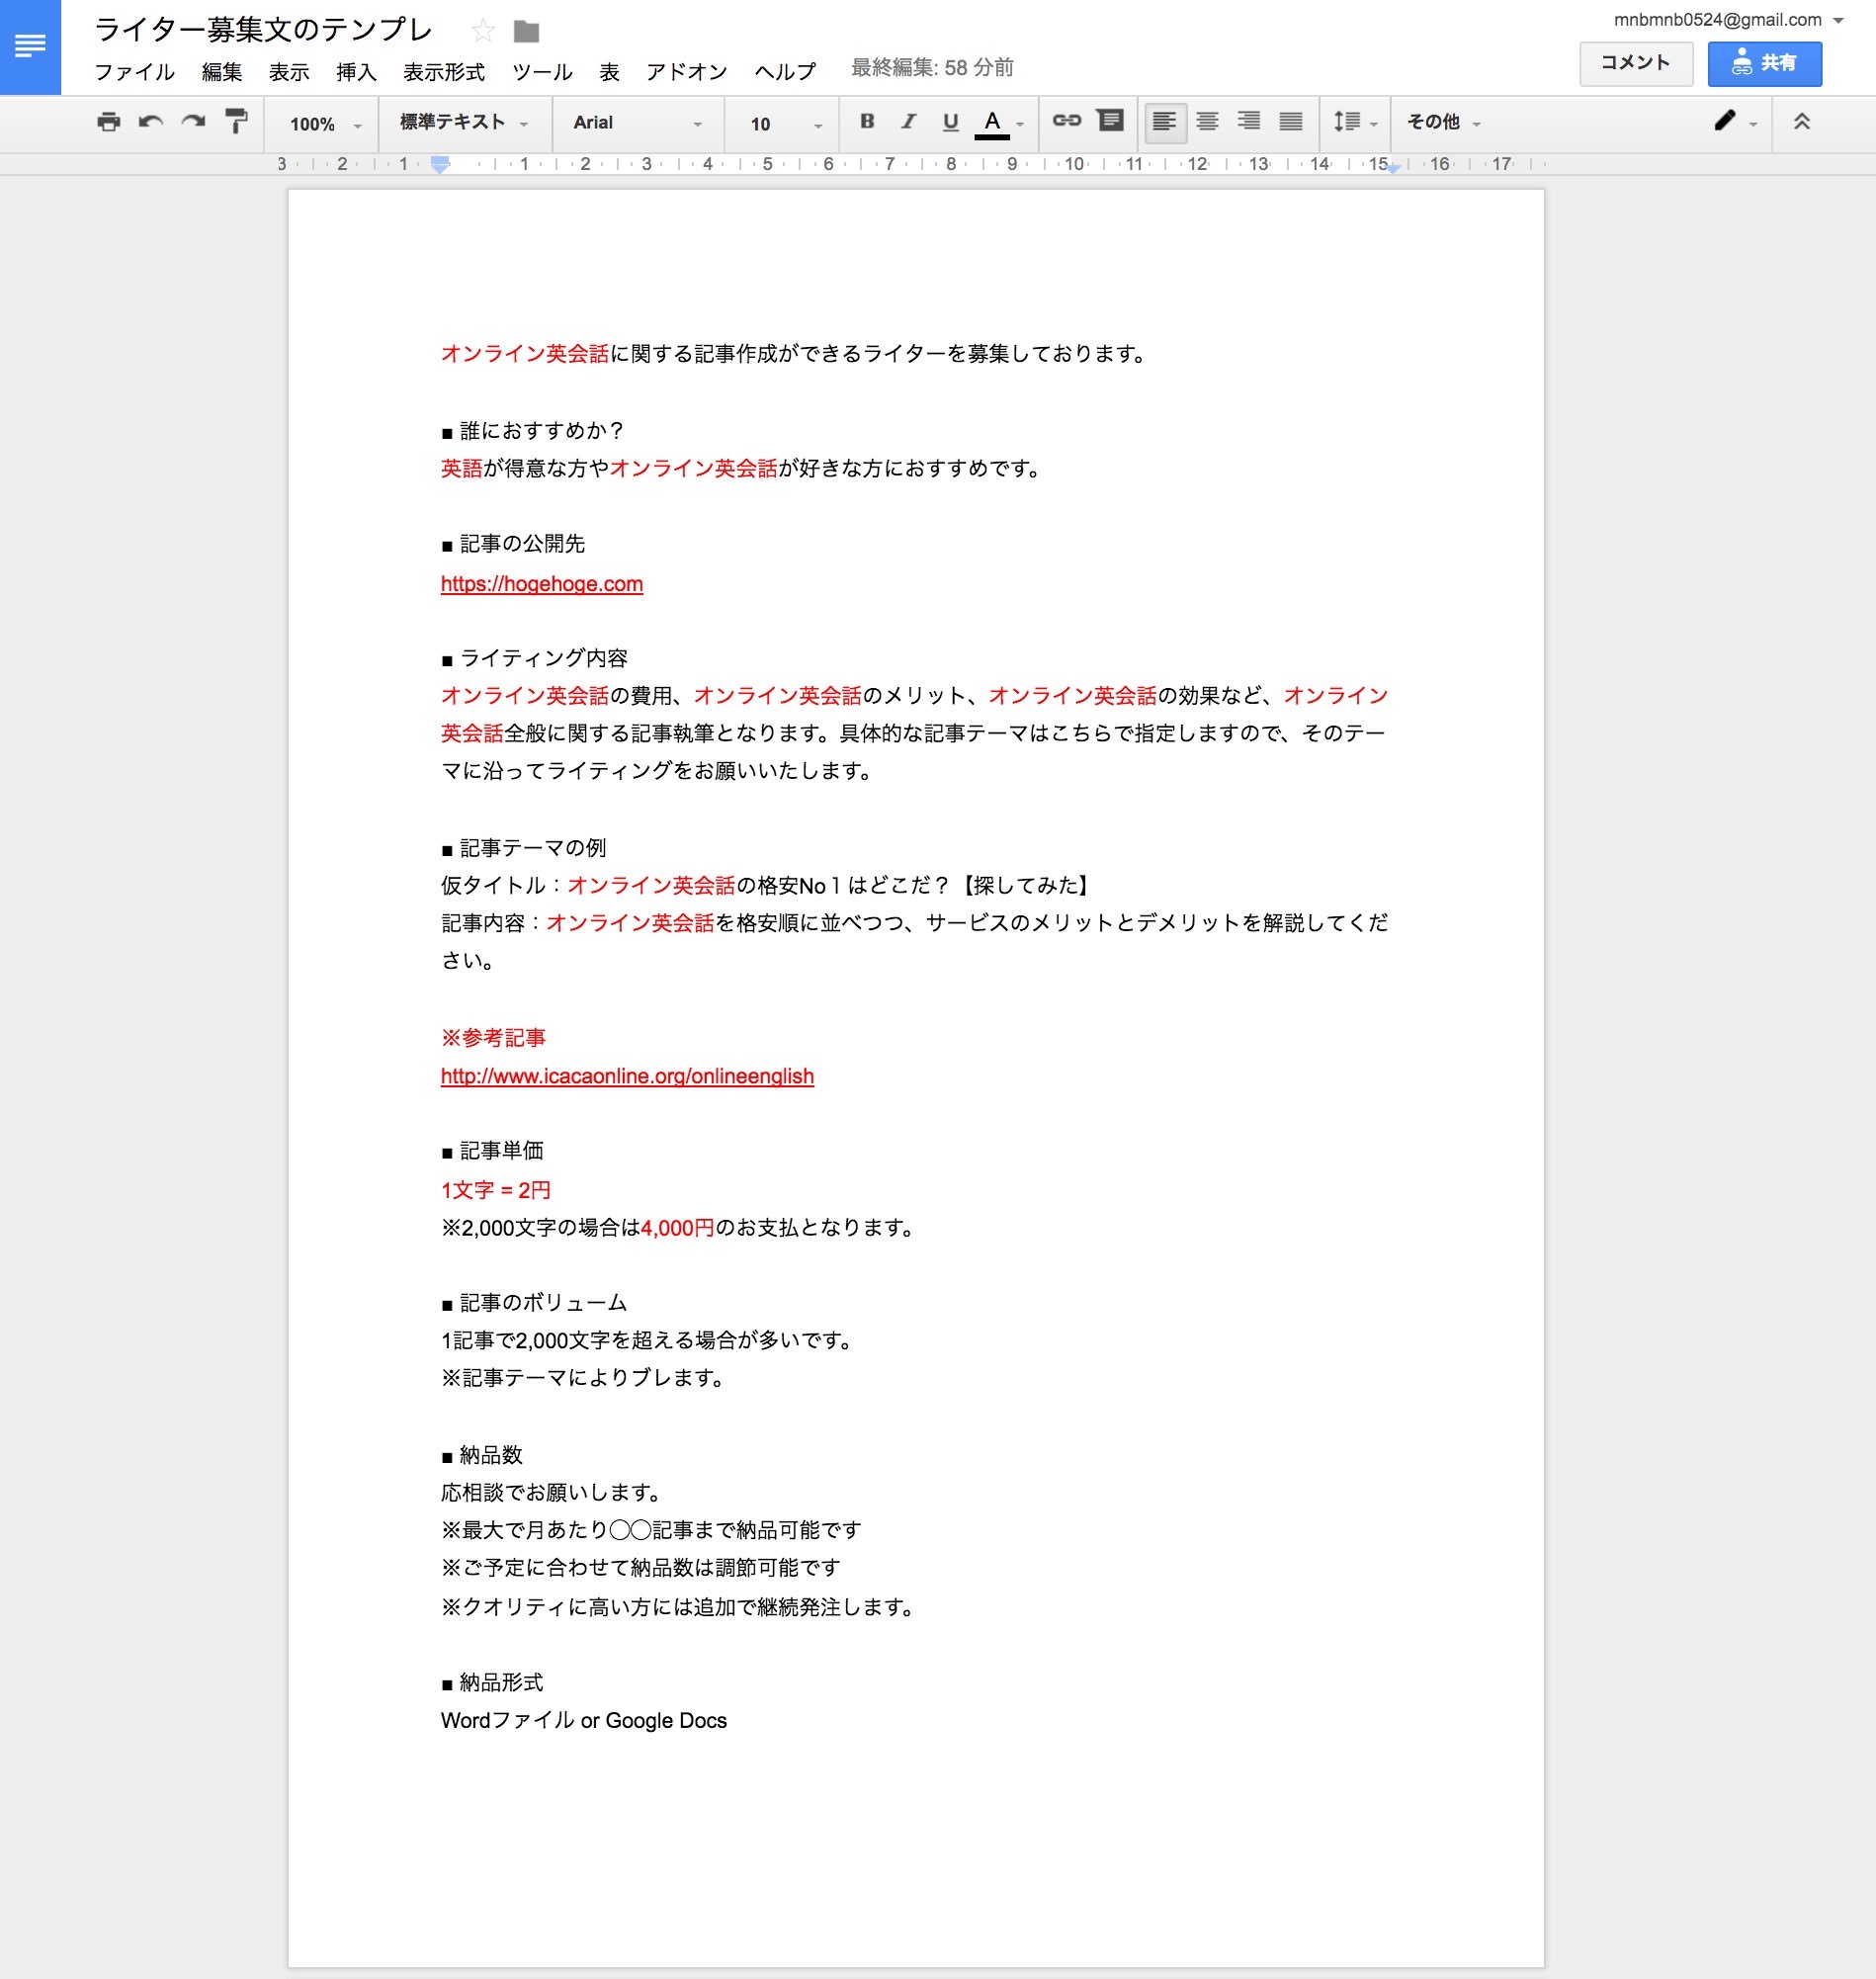 ライター募集文のテンプレ
mnbmnb0524@gmail.com
ファイル 編集 表示 挿入 表示形式 ツール 表 アドオン ヘルプ 最終編集: 58 分前
コメント 共有
100% 標準テキスト Arial 10 B I U A その他
3 2 1 1 2 3 4 5 6 7 8 9 10 11 12 13 14 15 16 17
オンライン英会話に関する記事作成ができるライターを募集しております。
■ 誰におすすめか？
英語が得意な方やオンライン英会話が好きな方におすすめです。
■ 記事の公開先
https://hogehoge.com
■ ライティング内容
オンライン英会話の費用、オンライン英会話のメリット、オンライン英会話の効果など、オンライン
英会話全般に関する記事執筆となります。具体的な記事テーマはこちらで指定しますので、そのテー
マに沿ってライティングをお願いいたします。
■ 記事テーマの例
仮タイトル：オンライン英会話の格安No１はどこだ？【探してみた】
記事内容：オンライン英会話を格安順に並べつつ、サービスのメリットとデメリットを解説してくだ
さい。
※参考記事
http://www.icacaonline.org/onlineenglish
■ 記事単価
1文字 = 2円
※2,000文字の場合は4,000円のお支払となります。
■ 記事のボリューム
1記事で2,000文字を超える場合が多いです。
※記事テーマによりブレます。
■ 納品数
応相談でお願いします。
※最大で月あたり◯◯記事まで納品可能です
※ご予定に合わせて納品数は調節可能です
※クオリティに高い方には追加で継続発注します。
■ 納品形式
Wordファイル or Google Docs